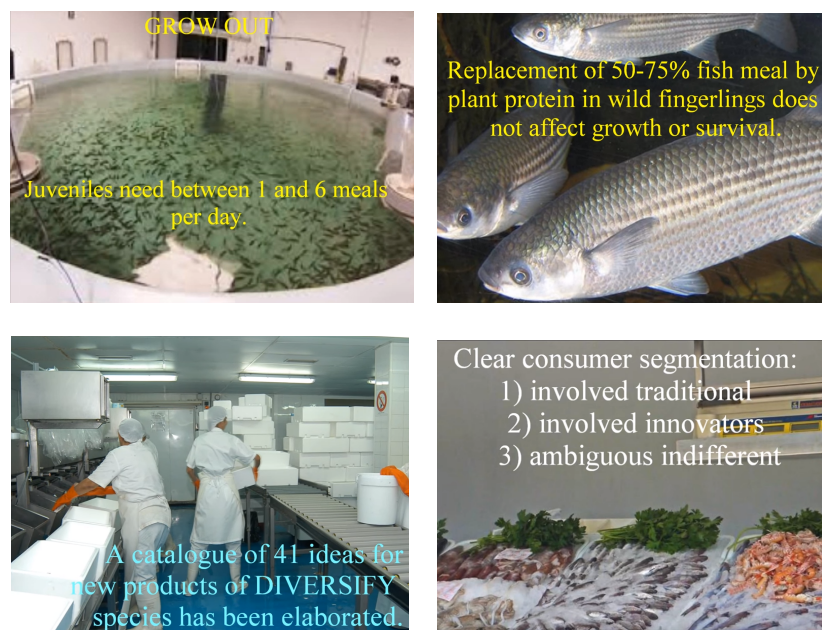 GROW OUT
Juveniles need between 1 and 6 meals
per day.
Replacement of 50-75% fish meal by
plant protein in wild fingerlings does
not affect growth or survival.
A catalogue of 41 ideas for
new products of DIVERSIFY
species has been elaborated.
Clear consumer segmentation:
1) involved traditional
2) involved innovators
3) ambiguous indifferent